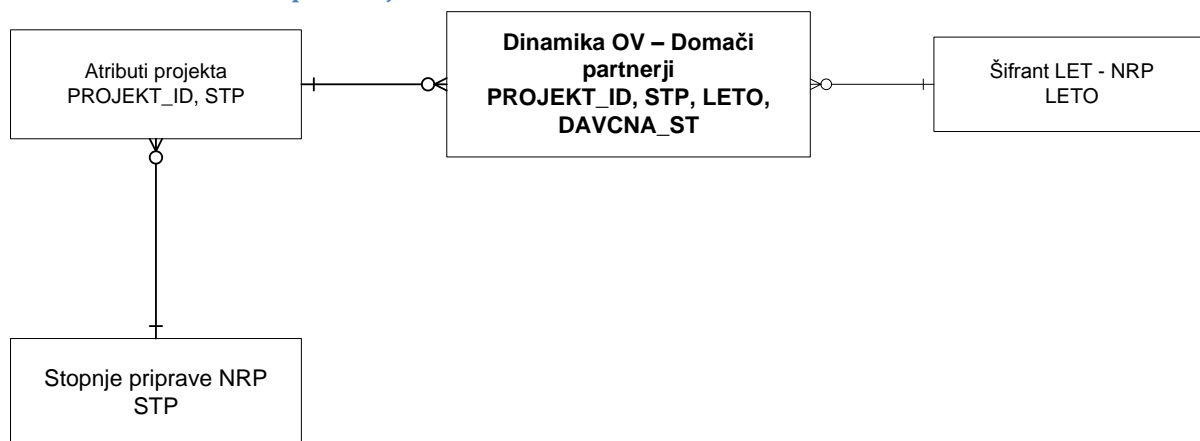 Atributi projekta
PROJEKT_ID, STP
Dinamika OV – Domači
partnerji
PROJEKT_ID, STP, LETO,
DAVCNA_ST
Šifrant LET - NRP
LETO
Stopnje priprave NRP
STP